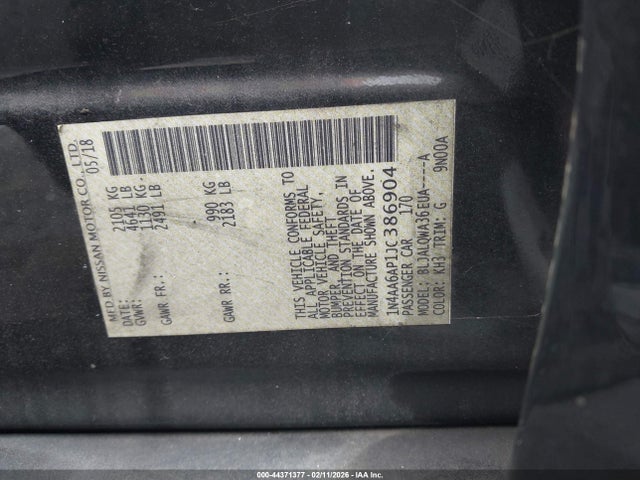 MFD BY NISSAN MOTOR CO., LTD.
05/18
GVWR: 2105 KG
4641 LB
GAWR FR.: 1130 KG
2491 LB
GAWR RR.: 990 KG
2183 LB
THIS VEHICLE CONFORMS TO
ALL APPLICABLE FEDERAL
MOTOR VEHICLE SAFETY,
BUMPER, AND THEFT
PREVENTION STANDARDS IN
EFFECT ON THE DATE OF
MANUFACTURE SHOWN ABOVE.
1N4AA6AP1JC386904
PASSENGER CAR 170
MODEL: BLJALQWA36EUA----A
COLOR: KH3 TRIM: G 9N00A
000-44371377 - 02/11/2026 - IAA Inc.